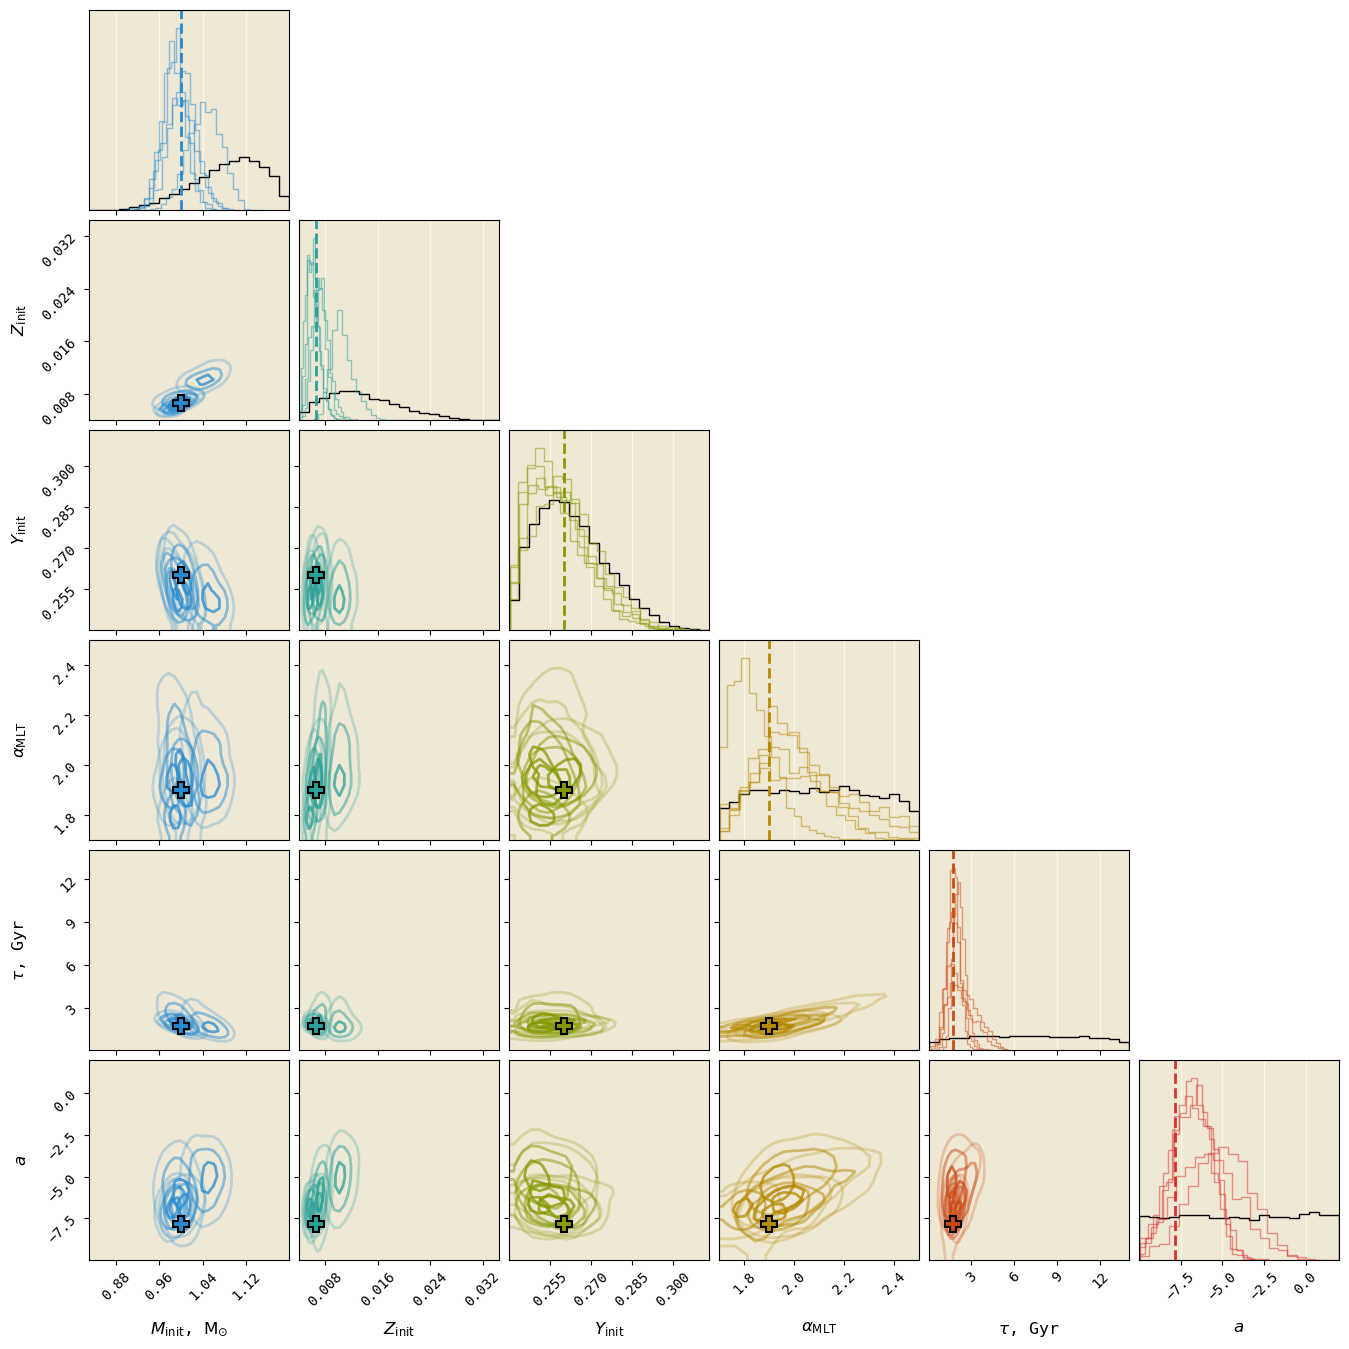 0.032
0.024
0.016
0.008
Z_init
0.300
0.285
0.270
0.255
Y_init
2.4
2.2
2.0
1.8
α_MLT
12
9
6
3
τ, Gyr
0.0
−2.5
−5.0
−7.5
a
0.88 0.96 1.04 1.12
0.008 0.016 0.024 0.032
0.255 0.270 0.285 0.300
1.8 2.0 2.2 2.4
3 6 9 12
−7.5 −5.0 −2.5 0.0
M_init, M_⊙
Z_init
Y_init
α_MLT
τ, Gyr
a